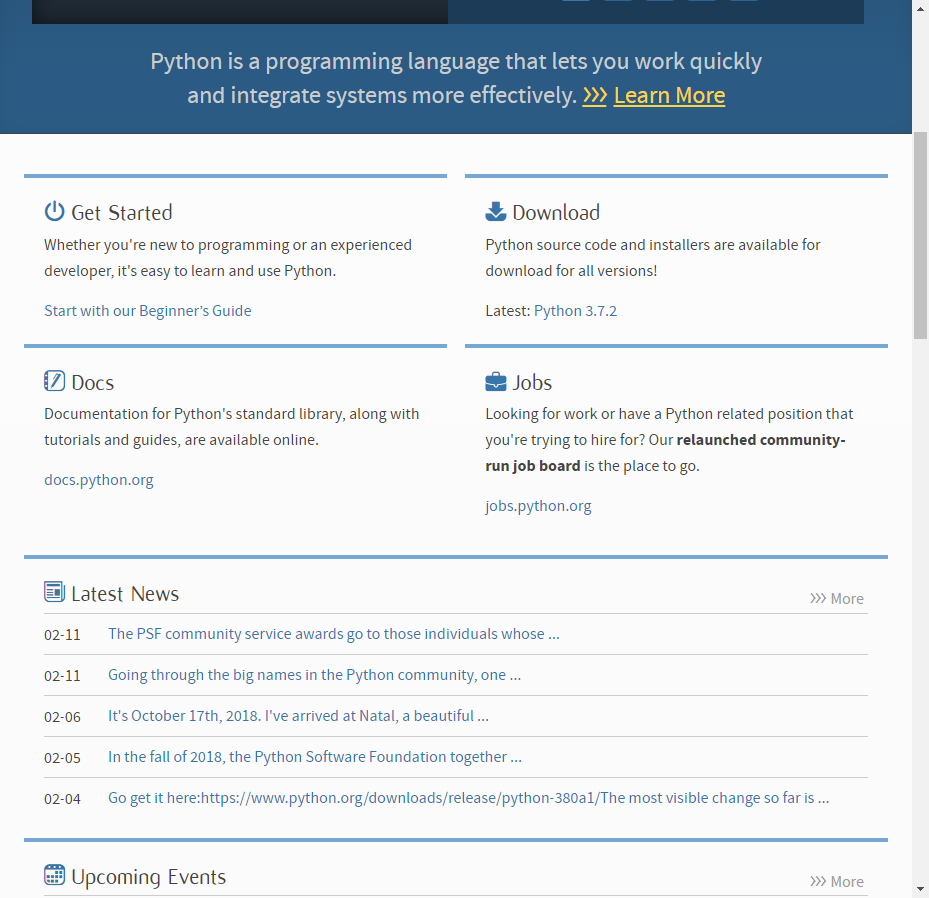 Python is a programming language that lets you work quickly
and integrate systems more effectively. >>> Learn More
Get Started
Whether you're new to programming or an experienced
developer, it's easy to learn and use Python.
Start with our Beginner’s Guide
Download
Python source code and installers are available for
download for all versions!
Latest: Python 3.7.2
Docs
Documentation for Python's standard library, along with
tutorials and guides, are available online.
docs.python.org
Jobs
Looking for work or have a Python related position that
you're trying to hire for? Our relaunched community-
run job board is the place to go.
jobs.python.org
Latest News
>>> More
02-11 The PSF community service awards go to those individuals whose ...
02-11 Going through the big names in the Python community, one ...
02-06 It's October 17th, 2018. I've arrived at Natal, a beautiful ...
02-05 In the fall of 2018, the Python Software Foundation together ...
02-04 Go get it here:https://www.python.org/downloads/release/python-380a1/The most visible change so far is ...
Upcoming Events
>>> More